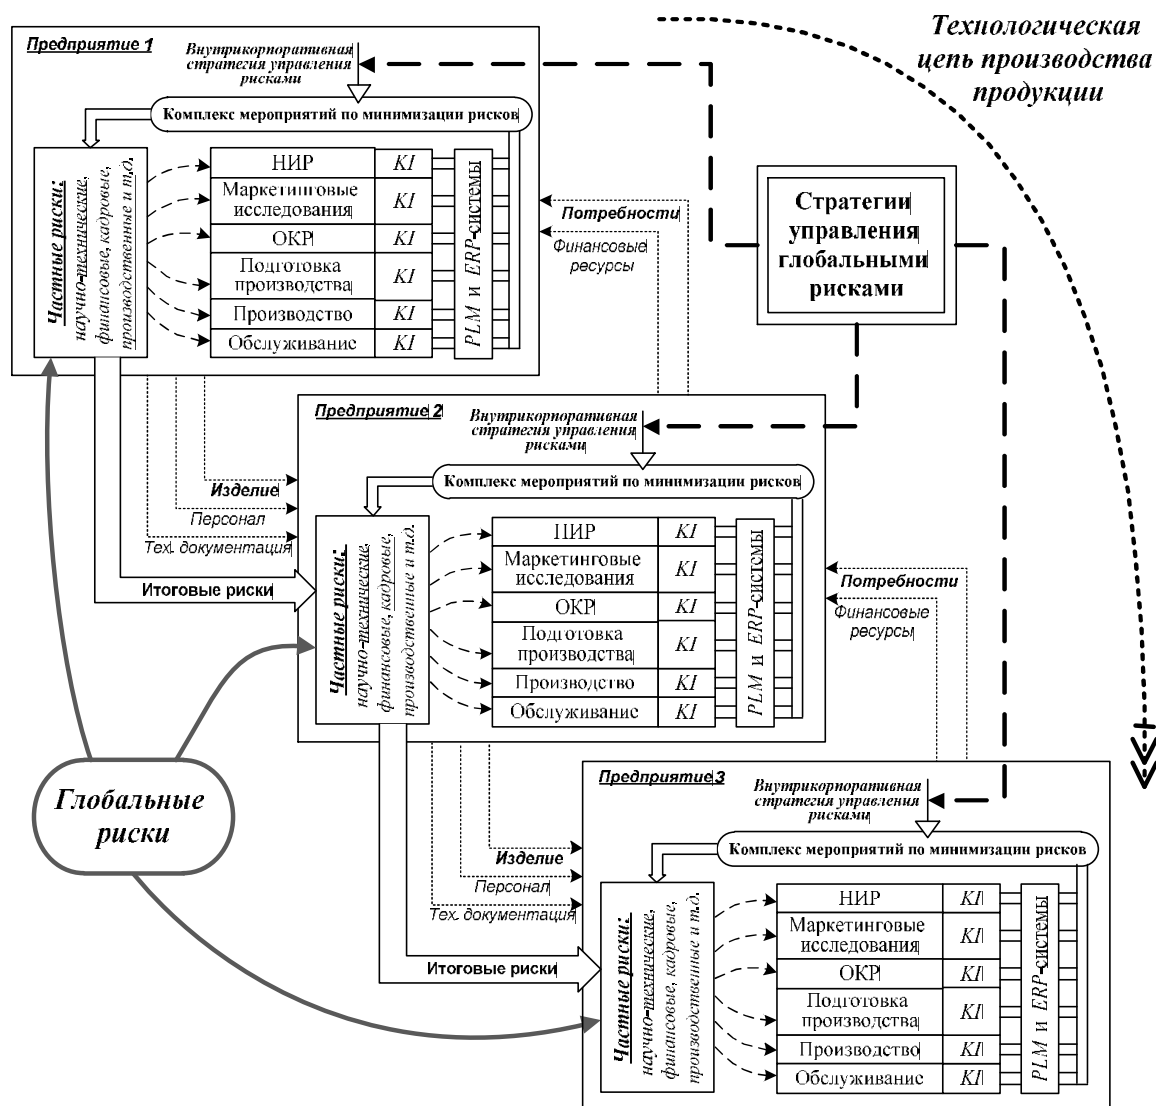 Технологическая
цепь производства
продукции
Предприятие 1
Внутрикорпоративная
стратегия управления
рисками
Комплекс мероприятий по минимизации рисков
Частные риски:
научно-технические,
финансовые, кадровые,
производственные и т.д.
НИР KI
Маркетинговые
исследования KI
ОКР KI
Подготовка
производства KI
Производство KI
Обслуживание KI
PLM и ERP-системы
Потребности
Финансовые
ресурсы
Стратегии
управления
глобальными
рисками
Изделие
Персонал
Тех. документация
Итоговые риски
Предприятие 2
Внутрикорпоративная
стратегия управления
рисками
Комплекс мероприятий по минимизации рисков
Частные риски:
научно-технические,
финансовые, кадровые,
производственные и т.д.
НИР KI
Маркетинговые
исследования KI
ОКР KI
Подготовка
производства KI
Производство KI
Обслуживание KI
PLM и ERP-системы
Потребности
Финансовые
ресурсы
Глобальные
риски
Изделие
Персонал
Тех. документация
Итоговые риски
Предприятие 3
Внутрикорпоративная
стратегия управления
рисками
Комплекс мероприятий по минимизации рисков
Частные риски:
научно-технические,
финансовые, кадровые,
производственные и т.д.
НИР KI
Маркетинговые
исследования KI
ОКР KI
Подготовка
производства KI
Производство KI
Обслуживание KI
PLM и ERP-системы